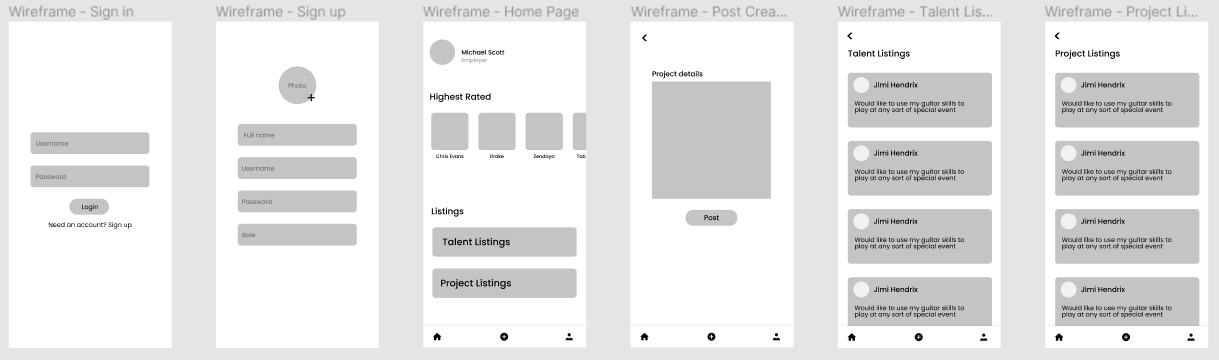 Wireframe - Sign in
Username
Password
Login
Need an account? Sign up
Wireframe - Sign up
Photo
Full name
Username
Password
Role
Wireframe - Home Page
Michael Scott
Employer
Highest Rated
Chris Evans
Drake
Zendaya
Tob
Listings
Talent Listings
Project Listings
Wireframe - Post Crea...
Project details
Post
Wireframe - Talent Lis...
Talent Listings
Jimi Hendrix
Would like to use my guitar skills to
play at any sort of special event
Jimi Hendrix
Would like to use my guitar skills to
play at any sort of special event
Jimi Hendrix
Would like to use my guitar skills to
play at any sort of special event
Jimi Hendrix
Would like to use my guitar skills to
play at any sort of special event
Wireframe - Project Li...
Project Listings
Jimi Hendrix
Would like to use my guitar skills to
play at any sort of special event
Jimi Hendrix
Would like to use my guitar skills to
play at any sort of special event
Jimi Hendrix
Would like to use my guitar skills to
play at any sort of special event
Jimi Hendrix
Would like to use my guitar skills to
play at any sort of special event